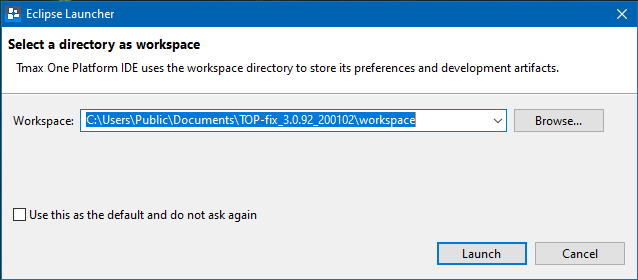 Eclipse Launcher
Select a directory as workspace
Tmax One Platform IDE uses the workspace directory to store its preferences and development artifacts.
Workspace: C:\Users\Public\Documents\TOP-fix_3.0.92_200102\workspace Browse...
Use this as the default and do not ask again
Launch Cancel